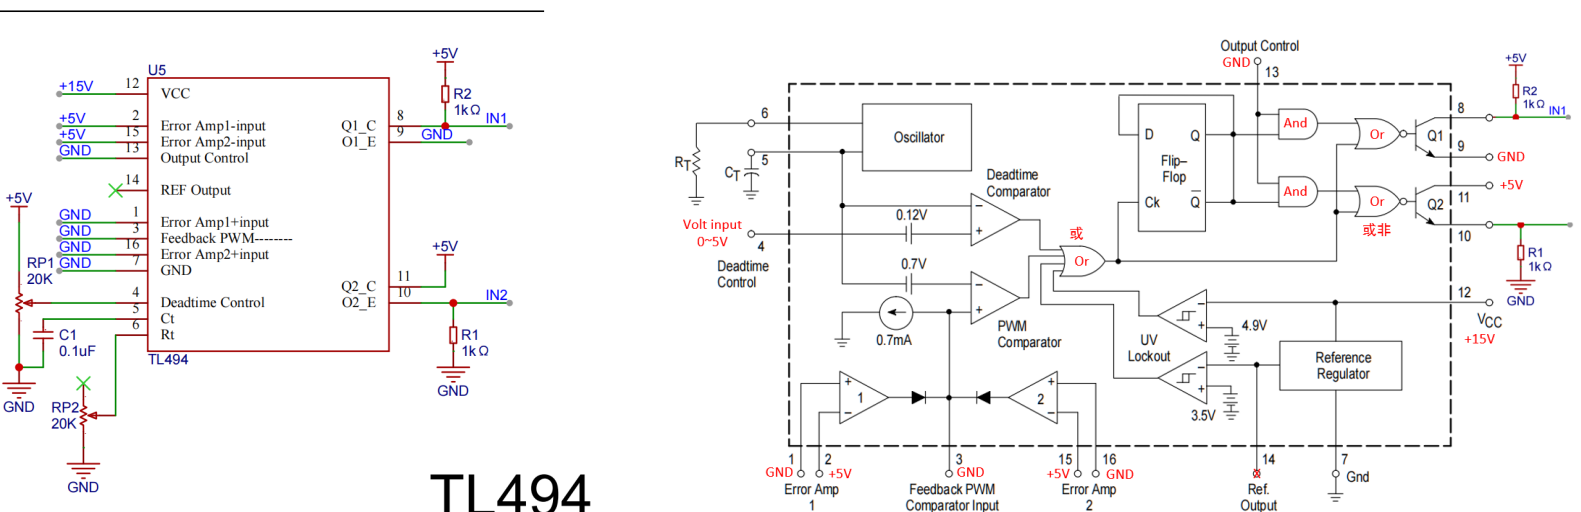 U5
+15V
12
VCC
+5V
2
Error Amp1-input
+5V
15
Error Amp2-input
GND
13
Output Control
14
REF Output
GND
1
Error Amp1+input
GND
3
Feedback PWM--------
GND
16
Error Amp2+input
GND
7
GND
4
Deadtime Control
5
Ct
6
Rt
TL494
Q1_C
8
O1_E
9
GND
+5V
R2
1kΩ
IN1
Q2_C
11
O2_E
10
+5V
IN2
R1
1kΩ
GND
+5V
RP1
20K
C1
0.1uF
GND
RP2
20K
GND
TL494
Output Control
GND
13
6
RT
5
CT
Oscillator
Volt input
0~5V
4
Deadtime
Control
0.12V
Deadtime
Comparator
−
+
0.7V
0.7mA
−
+
PWM
Comparator
或
Or
D
Q
Flip–
Flop
Ck
Q
And
And
Or
Or
或非
Q1
Q2
8
9
GND
11
+5V
10
+5V
R2
1kΩ
IN1
R1
1kΩ
GND
12
VCC
+15V
−
+
4.9V
UV
Lockout
−
+
3.5V
Reference
Regulator
+
1
−
+
2
−
1
GND
2
+5V
Error Amp
1
3
GND
Feedback PWM
Comparator Input
15
+5V
16
GND
Error Amp
2
14
Ref.
Output
7
Gnd